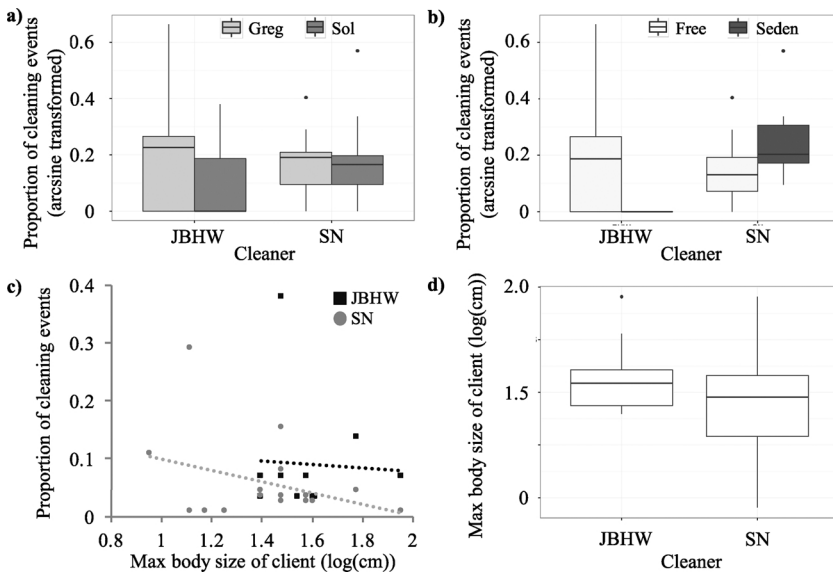 a)
Proportion of cleaning events
(arcsine transformed)
Greg Sol
0.6
0.4
0.2
0
JBHW SN
Cleaner
b)
Proportion of cleaning events
(arcsine transformed)
Free Seden
0.6
0.4
0.2
0
JBHW SN
Cleaner
c)
Proportion of cleaning events
JBHW
SN
0.4
0.3
0.2
0.1
0
0.8 1 1.2 1.4 1.6 1.8 2
Max body size of client (log(cm))
d)
Max body size of client (log(cm))
2.0
1.5
0
JBHW SN
Cleaner